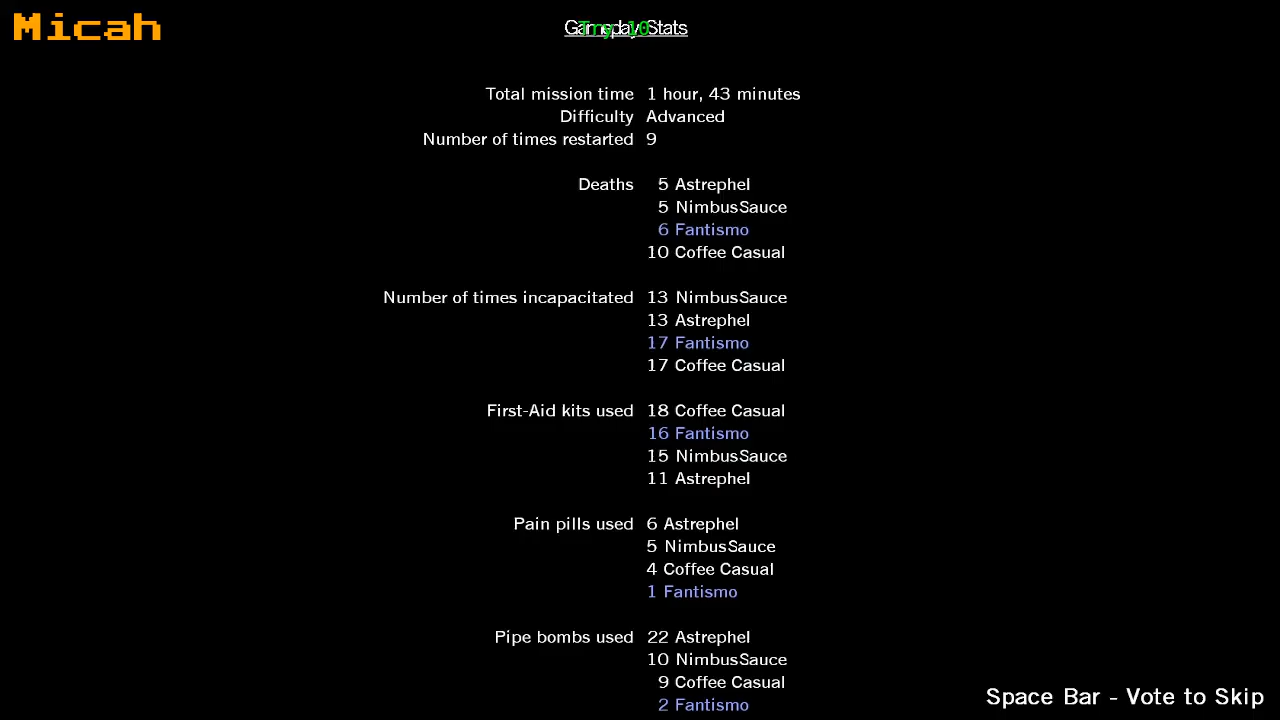 Micah
Gameplay Stats
Try 10
Total mission time 1 hour, 43 minutes
Difficulty Advanced
Number of times restarted 9
Deaths 5 Astrephel
5 NimbusSauce
6 Fantismo
10 Coffee Casual
Number of times incapacitated 13 NimbusSauce
13 Astrephel
17 Fantismo
17 Coffee Casual
First-Aid kits used 18 Coffee Casual
16 Fantismo
15 NimbusSauce
11 Astrephel
Pain pills used 6 Astrephel
5 NimbusSauce
4 Coffee Casual
1 Fantismo
Pipe bombs used 22 Astrephel
10 NimbusSauce
9 Coffee Casual
2 Fantismo
Space Bar - Vote to Skip